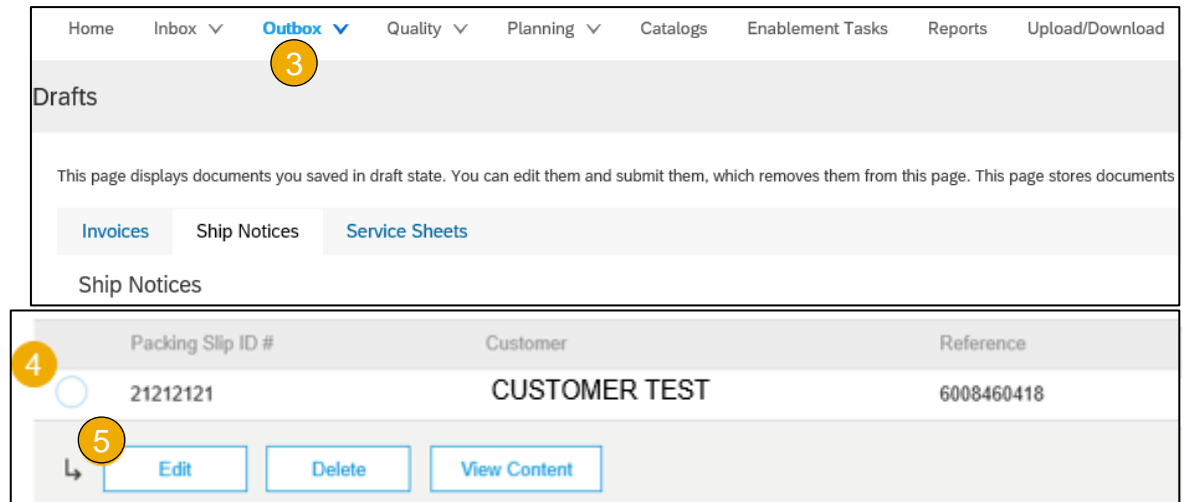 Home Inbox Outbox Quality Planning Catalogs Enablement Tasks Reports Upload/Download
3
Drafts
This page displays documents you saved in draft state. You can edit them and submit them, which removes them from this page. This page stores documents
Invoices Ship Notices Service Sheets
Ship Notices
Packing Slip ID # Customer Reference
4
21212121 CUSTOMER TEST 6008460418
5
Edit Delete View Content